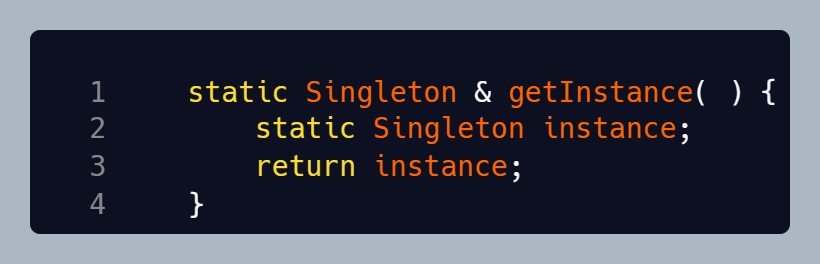 1 static Singleton & getInstance( ) {
2 static Singleton instance;
3 return instance;
4 }